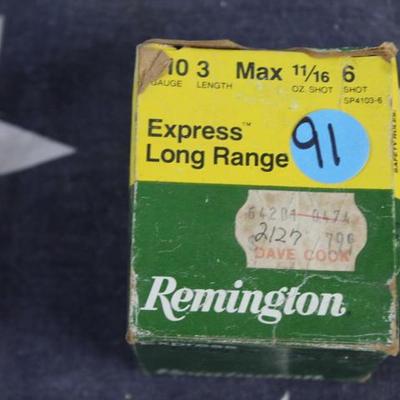 10 3 Max 11/16 6
GAUGE LENGTH OZ. SHOT SHOT
SP4103-6
Express™
Long Range
91
2127
DAVE COOK
Remington